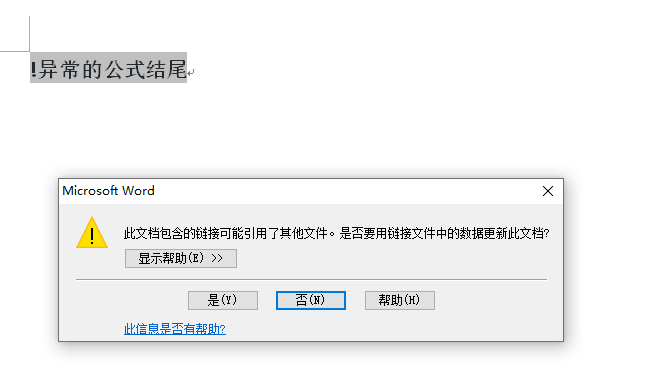 !异常的公式结尾
Microsoft Word
此文档包含的链接可能引用了其他文件。是否要用链接文件中的数据更新此文档?
显示帮助(E) >>
是(Y) 否(N) 帮助(H)
此信息是否有帮助?